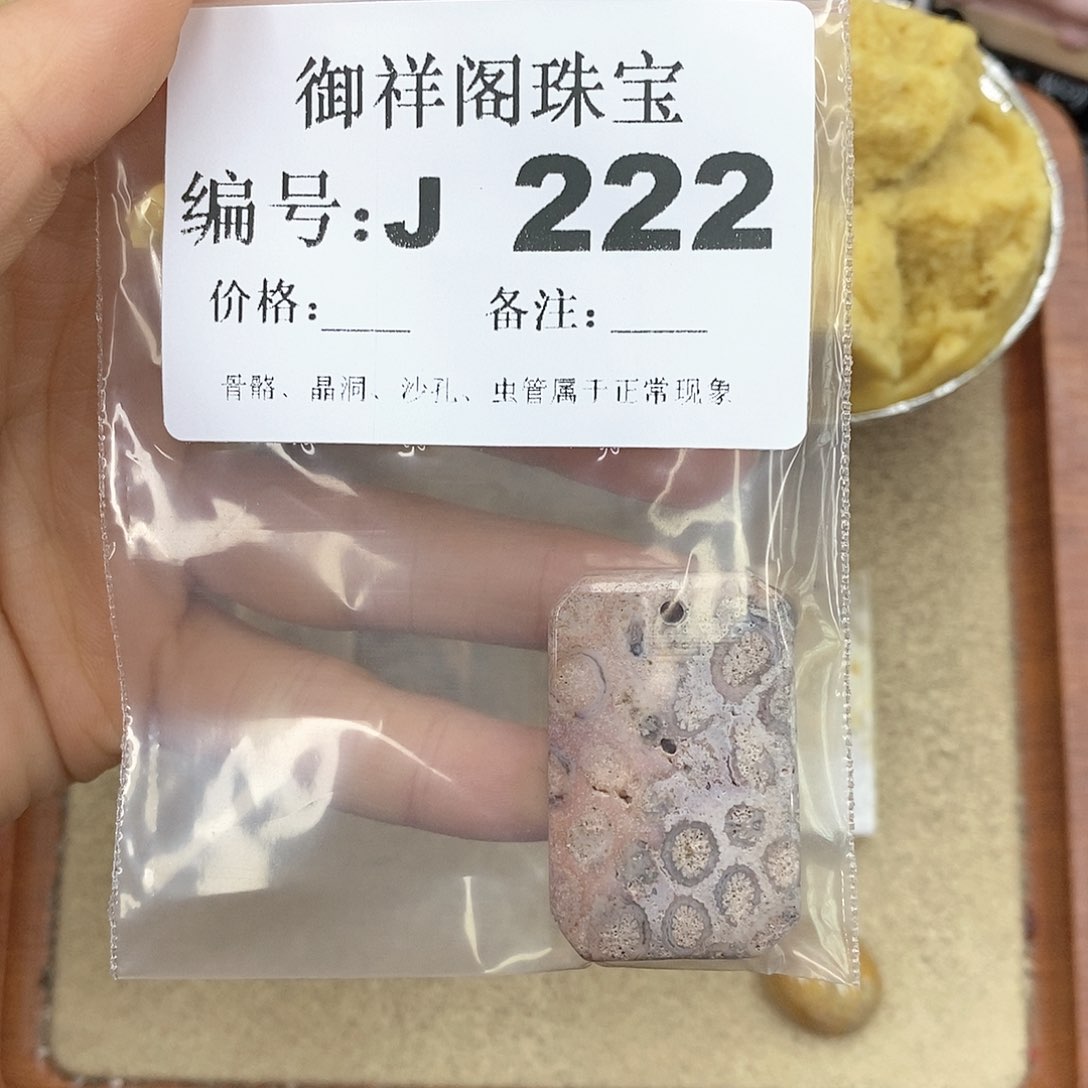 御祥阁珠宝
编号:J 222
价格:____ 备注:____
骨骼、晶洞、沙孔、虫管属于正常现象